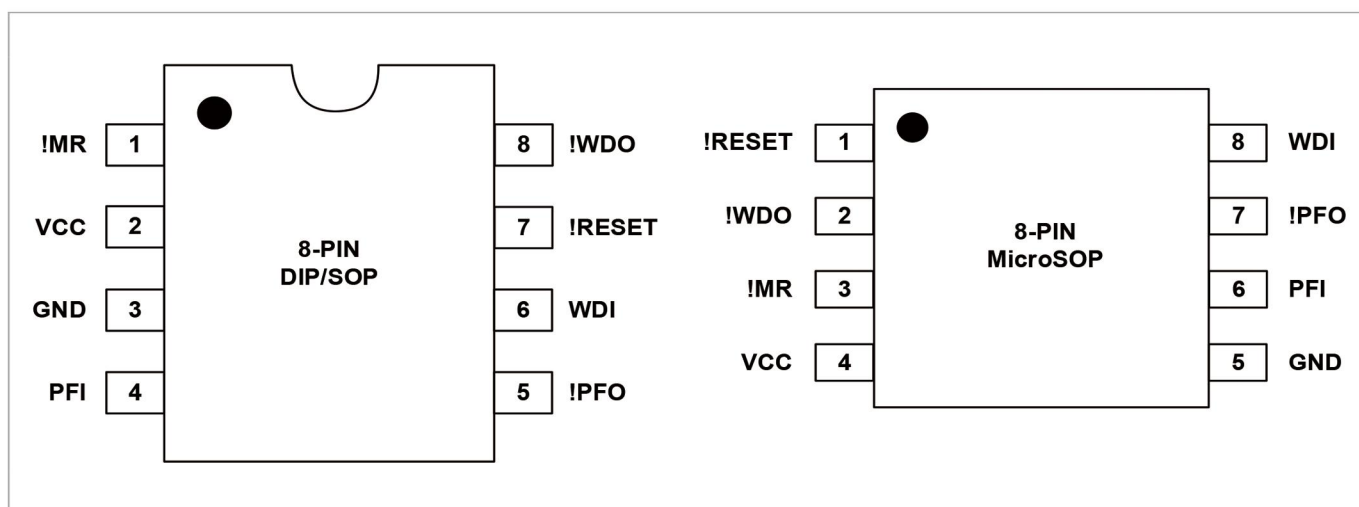 !MR 1 8 !WDO
VCC 2 7 !RESET
8-PIN
DIP/SOP
GND 3 6 WDI
PFI 4 5 !PFO
!RESET 1 8 WDI
!WDO 2 7 !PFO
8-PIN
MicroSOP
!MR 3 6 PFI
VCC 4 5 GND